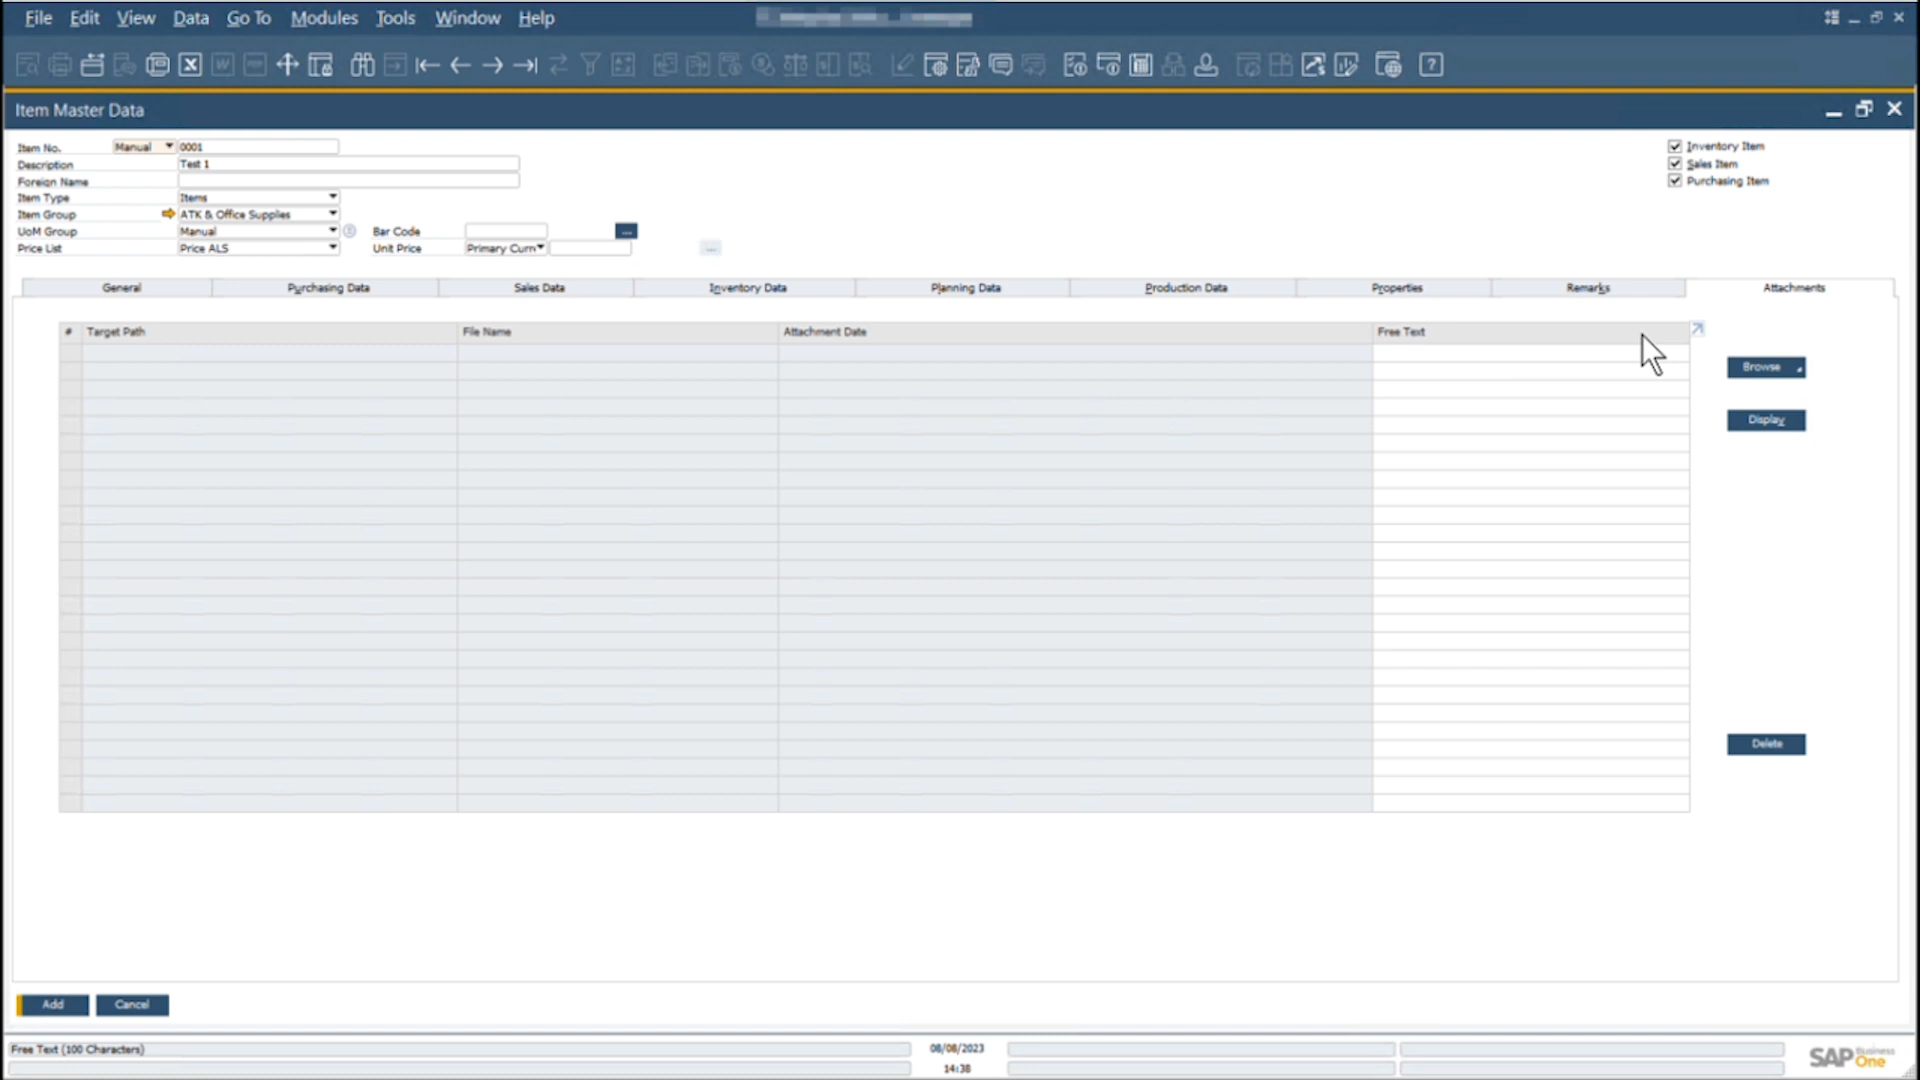 File Edit View Data Go To Modules Tools Window Help
Item Master Data
Item No. Manual 0001
Inventory Item
Description Test 1
Sales Item
Foreign Name
Purchasing Item
Item Type Items
Item Group ATK & Office Supplies
UoM Group Manual Bar Code ...
Price List Price ALS Unit Price Primary Curr ...
General Purchasing Data Sales Data Inventory Data Planning Data Production Data Properties Remarks Attachments
# Target Path File Name Attachment Date Free Text
Browse
Display
Delete
Add Cancel
Free Text (100 Characters) 08/08/2023
14:38
SAP Business One